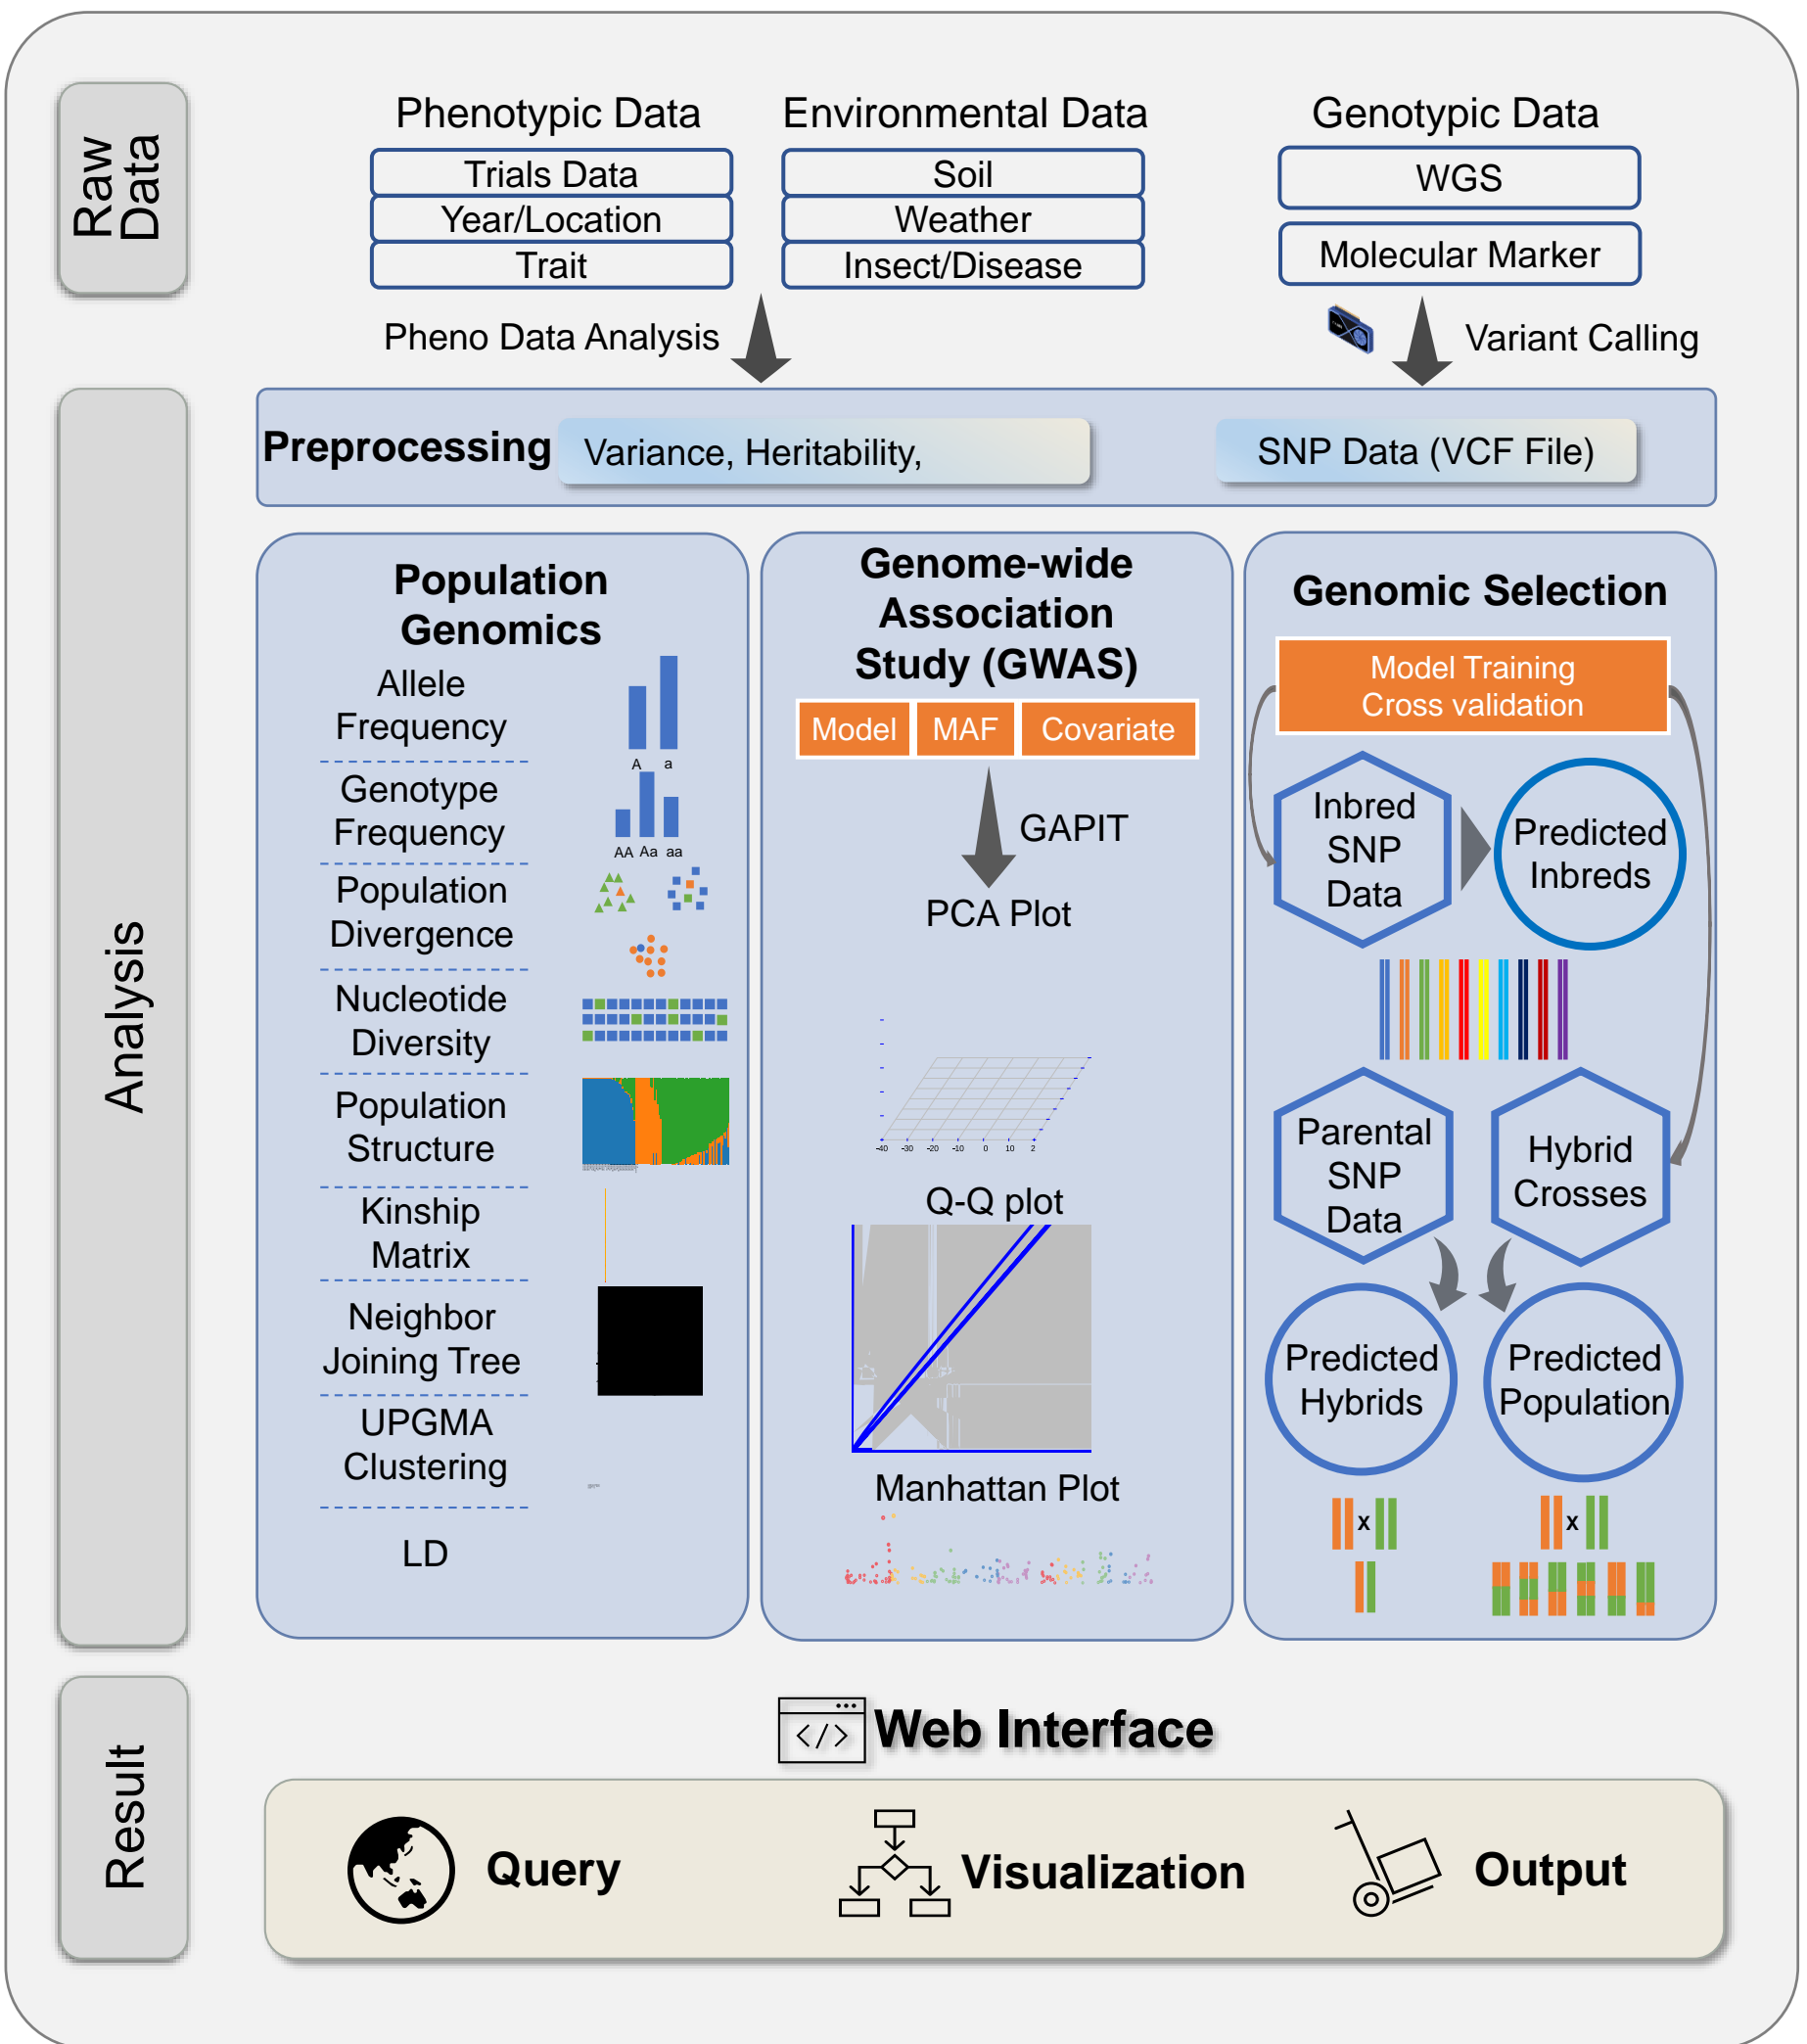 Raw
Data
Phenotypic Data
Trials Data
Year/Location
Trait
Environmental Data
Soil
Weather
Insect/Disease
Genotypic Data
WGS
Molecular Marker
Pheno Data Analysis
Variant Calling
Analysis
Preprocessing
Variance, Heritability,
SNP Data (VCF File)
Population
Genomics
Allele
Frequency
A a
Genotype
Frequency
AA Aa aa
Population
Divergence
Nucleotide
Diversity
Population
Structure
Kinship
Matrix
Neighbor
Joining Tree
UPGMA
Clustering
LD
Genome-wide
Association
Study (GWAS)
Model MAF Covariate
GAPIT
PCA Plot
-40 -30 -20 -10 0 10 2
Q-Q plot
Manhattan Plot
Genomic Selection
Model Training
Cross validation
Inbred
SNP
Data
Predicted
Inbreds
Parental
SNP
Data
Hybrid
Crosses
Predicted
Hybrids
Predicted
Population
x
x
Result
</> Web Interface
Query
Visualization
Output